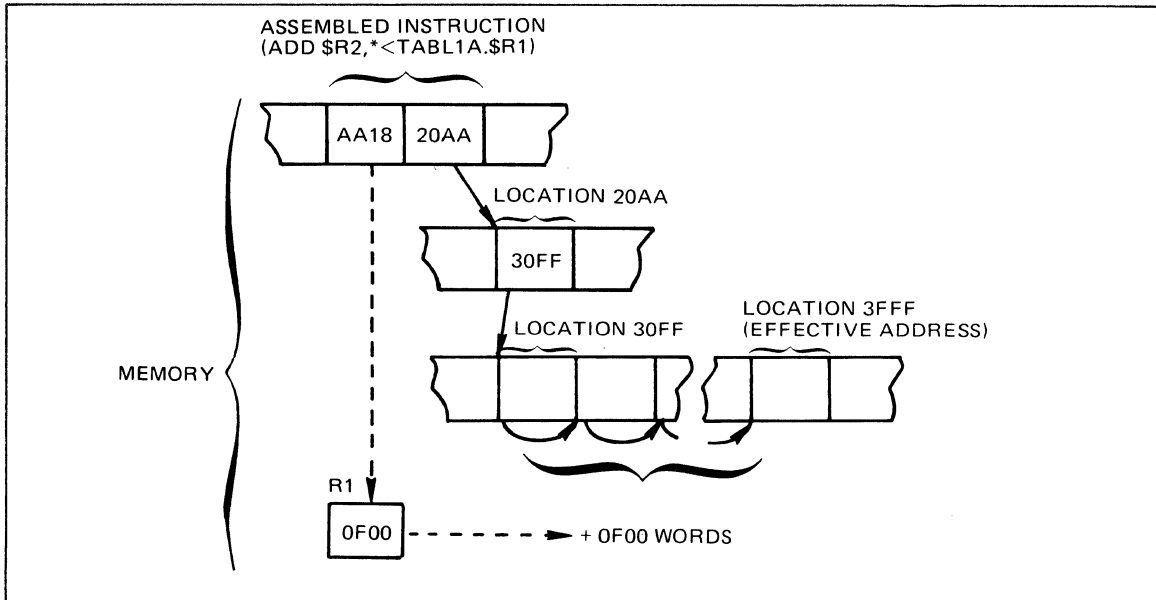 ASSEMBLED INSTRUCTION
(ADD $R2,*<TABL1A.$R1)
AA18 20AA
LOCATION 20AA
30FF
LOCATION 30FF
LOCATION 3FFF
(EFFECTIVE ADDRESS)
MEMORY
R1
0F00
+ 0F00 WORDS